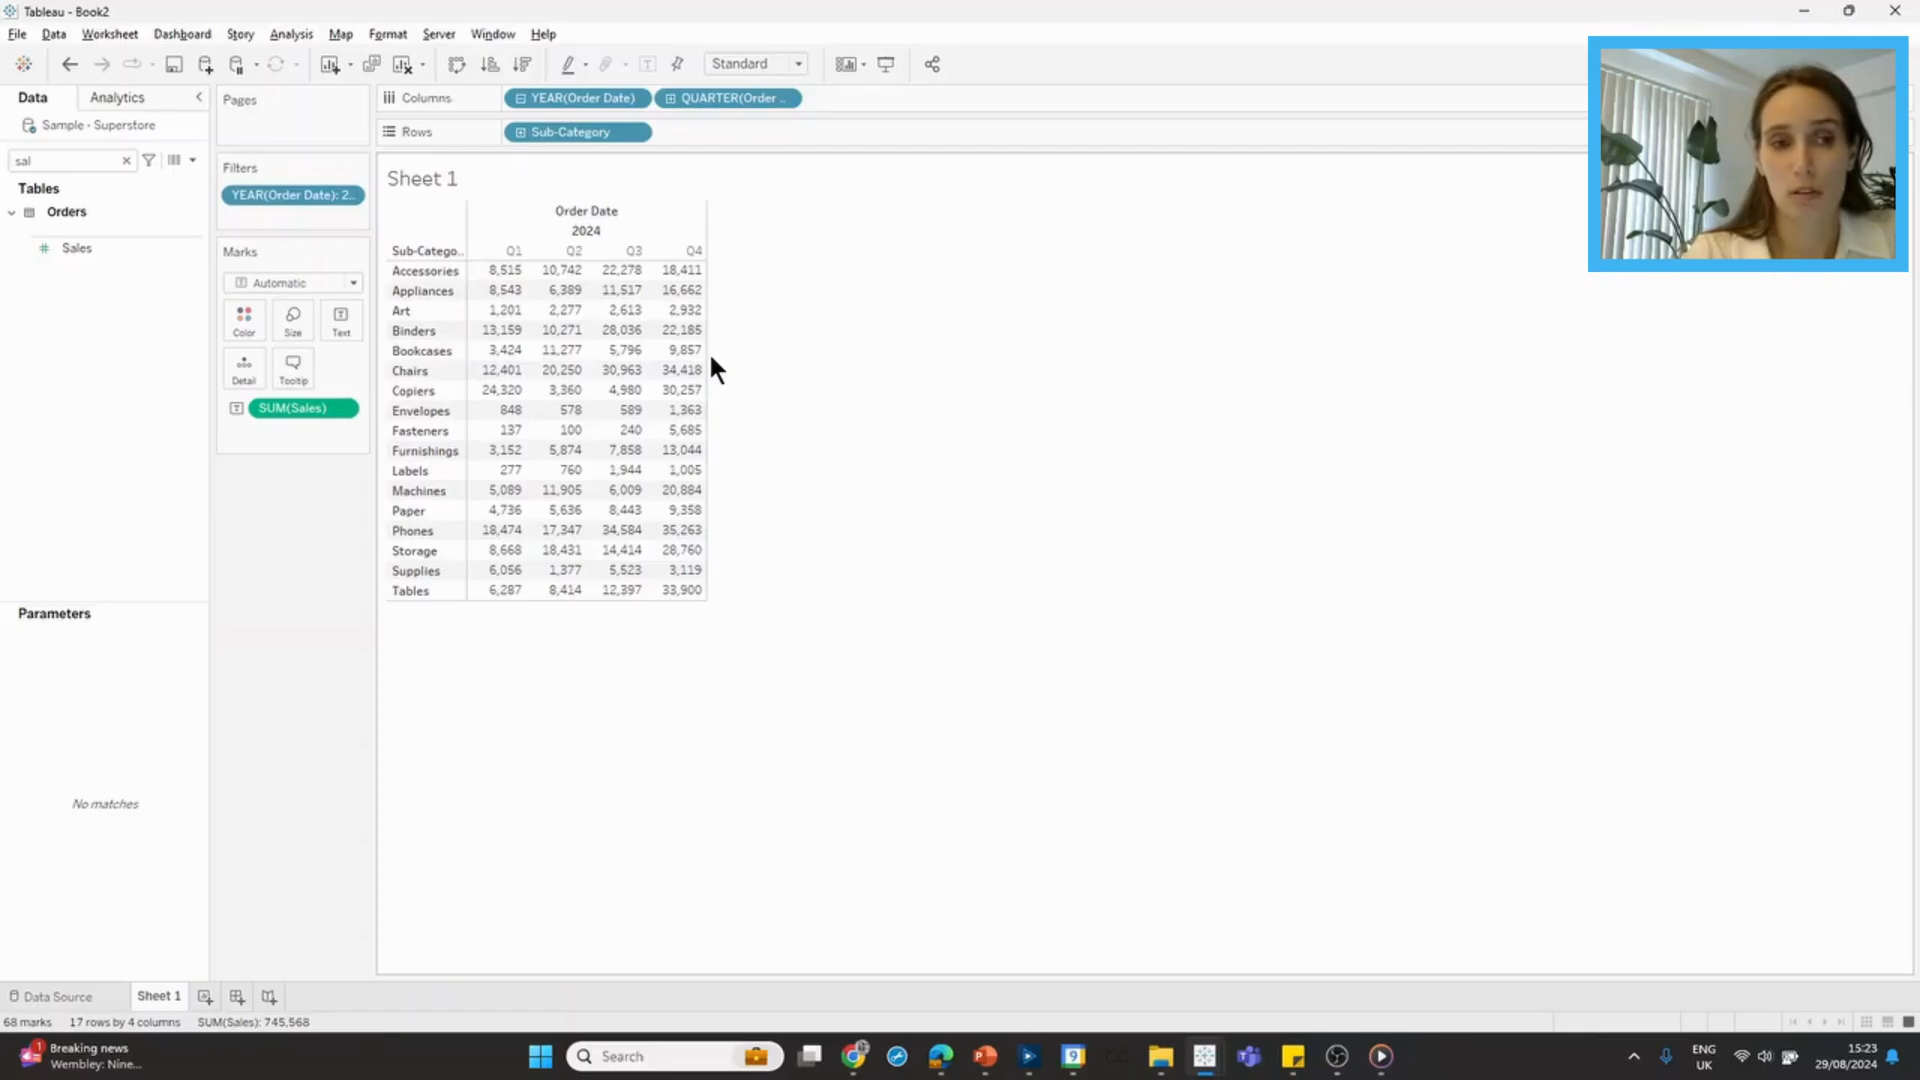 Tableau - Book2
File Data Worksheet Dashboard Story Analysis Map Format Server Window Help
Standard
Data Analytics
Sample - Superstore
sal
Tables
Orders
Sales
Parameters
No matches
Pages
Filters
YEAR(Order Date): 2..
Marks
Automatic
Color Size Text
Detail Tooltip
SUM(Sales)
Columns YEAR(Order Date) QUARTER(Order ..
Rows Sub-Category
Sheet 1
Order Date
2024
Sub-Catego.. Q1 Q2 Q3 Q4
Accessories 8,515 10,742 22,278 18,411
Appliances 8,543 6,389 11,517 16,662
Art 1,201 2,277 2,613 2,932
Binders 13,159 10,271 28,036 22,185
Bookcases 3,424 11,277 5,796 9,857
Chairs 12,401 20,250 30,963 34,418
Copiers 24,320 3,360 4,980 30,257
Envelopes 848 578 589 1,363
Fasteners 137 100 240 5,685
Furnishings 3,152 5,874 7,858 13,044
Labels 277 760 1,944 1,005
Machines 5,089 11,905 6,009 20,884
Paper 4,736 5,636 8,443 9,358
Phones 18,474 17,347 34,584 35,263
Storage 8,668 18,431 14,414 28,760
Supplies 6,056 1,377 5,523 3,119
Tables 6,287 8,414 12,397 33,900
Data Source Sheet 1
68 marks 17 rows by 4 columns SUM(Sales): 745,568
1
Breaking news
Wembley: Nine...
Search
9
ENG
UK
15:23
29/08/2024